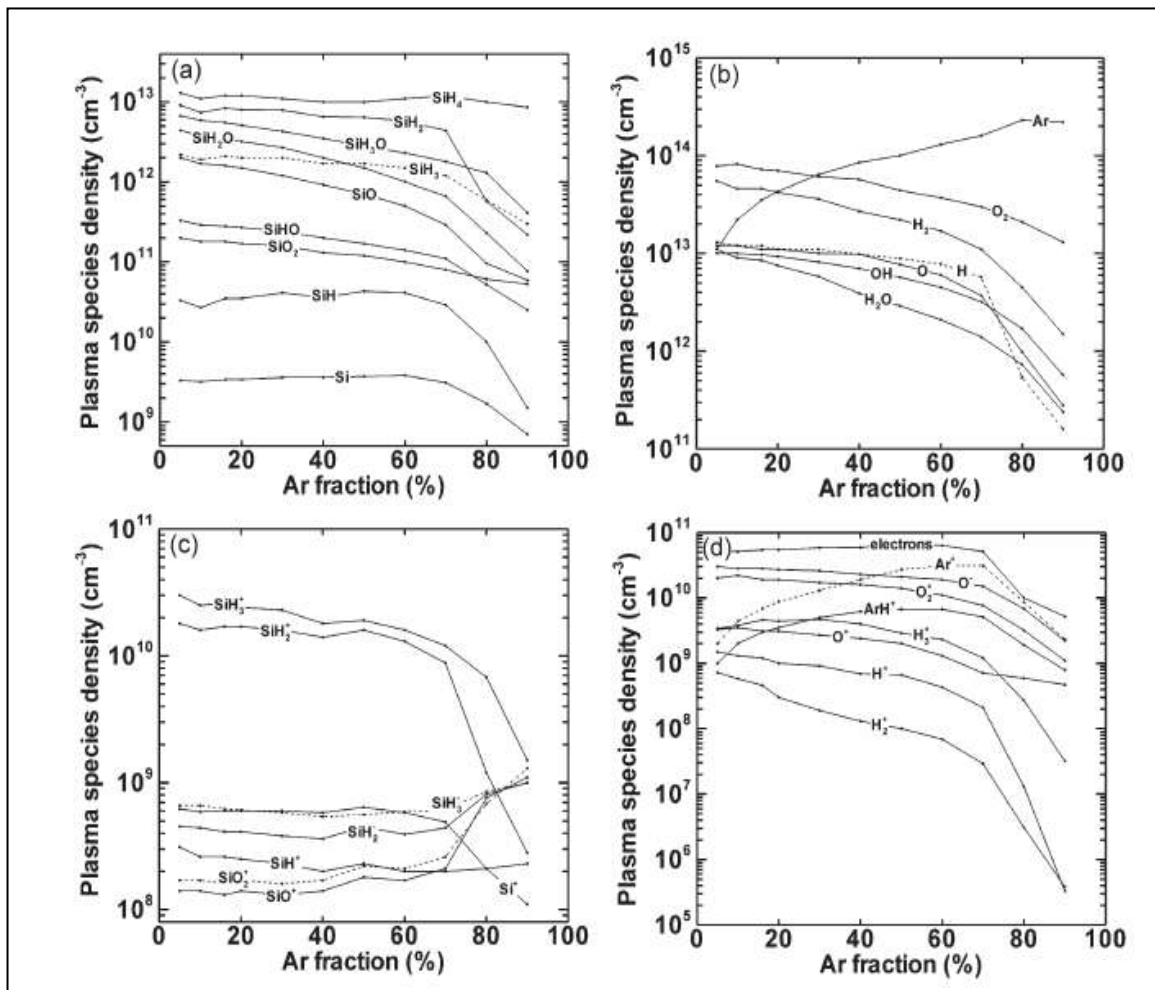 (a)
Plasma species density (cm⁻³)
10¹³
10¹²
10¹¹
10¹⁰
10⁹
SiH₄
SiH₂
SiH₂O
SiH₃O
SiH₃
SiO
SiHO
SiO₂
SiH
Si
0 20 40 60 80 100
Ar fraction (%)
(b)
Plasma species density (cm⁻³)
10¹⁵
10¹⁴
10¹³
10¹²
10¹¹
Ar
O₂
H₂
OH O H
H₂O
0 20 40 60 80 100
Ar fraction (%)
(c)
Plasma species density (cm⁻³)
10¹¹
10¹⁰
10⁹
10⁸
SiH₃⁺
SiH₂⁺
SiH₃⁻
SiH₂⁻
SiH⁺
SiO₂⁺
SiO⁺
Si⁺
0 20 40 60 80 100
Ar fraction (%)
(d)
Plasma species density (cm⁻³)
10¹¹
10¹⁰
10⁹
10⁸
10⁷
10⁶
10⁵
electrons
Ar⁺
O⁻
O₂⁺
ArH⁺
H₃⁺
O⁺
H⁺
H₂⁺
0 20 40 60 80 100
Ar fraction (%)